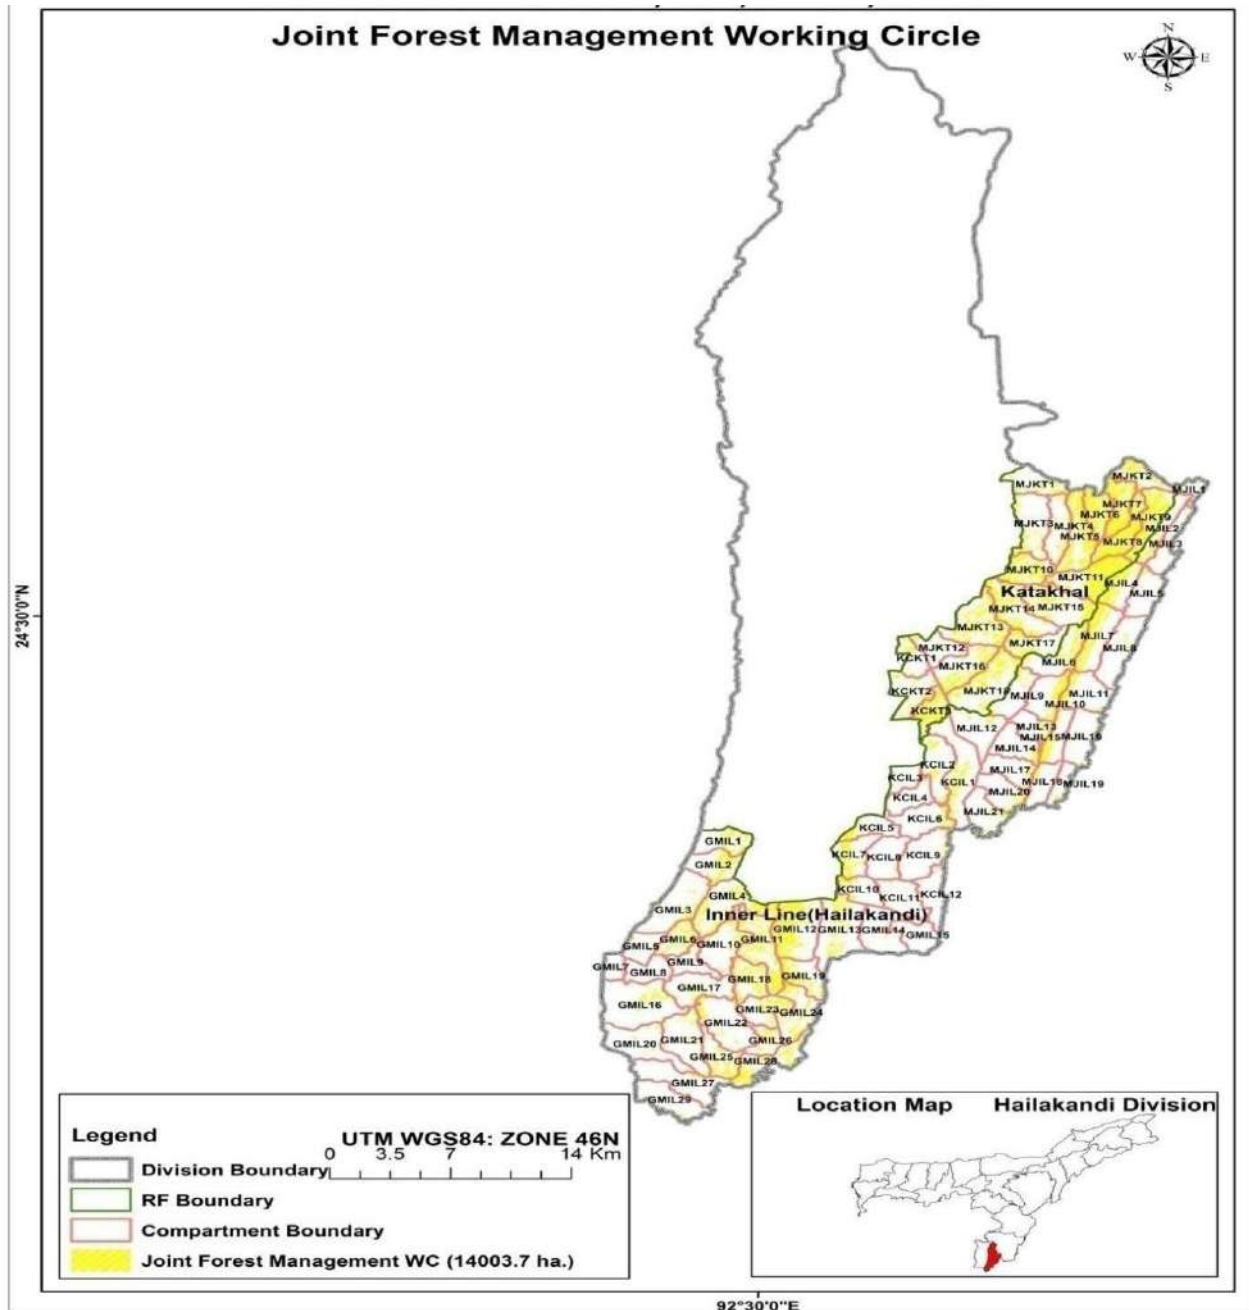 Joint Forest Management Working Circle
N
W E
S
MJKT2
MJKT1
MJIL1
MJKT7
MJKT6
MJKT9
MJKT3
MJKT4
MJIL2
MJKT5
MJKT8
MJIL3
MJKT10
MJKT11
MJIL4
Katakhal
MJIL5
MJKT14
MJKT15
24°30'0"N
MJKT13
MJIL7
MJKT12
MJKT17
MJIL8
KCKT1
MJKT16
MJIL6
KCKT2
MJKT18
MJIL9
MJIL11
MJIL10
KCKT3
MJIL12
MJIL13
MJIL15
MJIL16
MJIL14
KCIL2
MJIL17
KCIL3
KCIL1
MJIL18
MJIL19
KCIL4
MJIL20
MJIL21
KCIL6
KCIL5
GMIL1
KCIL7
KCIL8
KCIL9
GMIL2
KCIL10
KCIL12
GMIL4
KCIL11
GMIL3
Inner Line(Hailakandi)
GMIL12
GMIL13
GMIL14
GMIL15
GMIL6
GMIL11
GMIL5
GMIL10
GMIL9
GMIL7
GMIL8
GMIL18
GMIL19
GMIL17
GMIL16
GMIL23
GMIL24
GMIL22
GMIL20
GMIL21
GMIL26
GMIL25
GMIL28
GMIL27
GMIL29
Legend
UTM WGS84: ZONE 46N
0 3.5 7 14 Km
Division Boundary
RF Boundary
Compartment Boundary
Joint Forest Management WC (14003.7 ha.)
Location Map Hailakandi Division
92°30'0"E